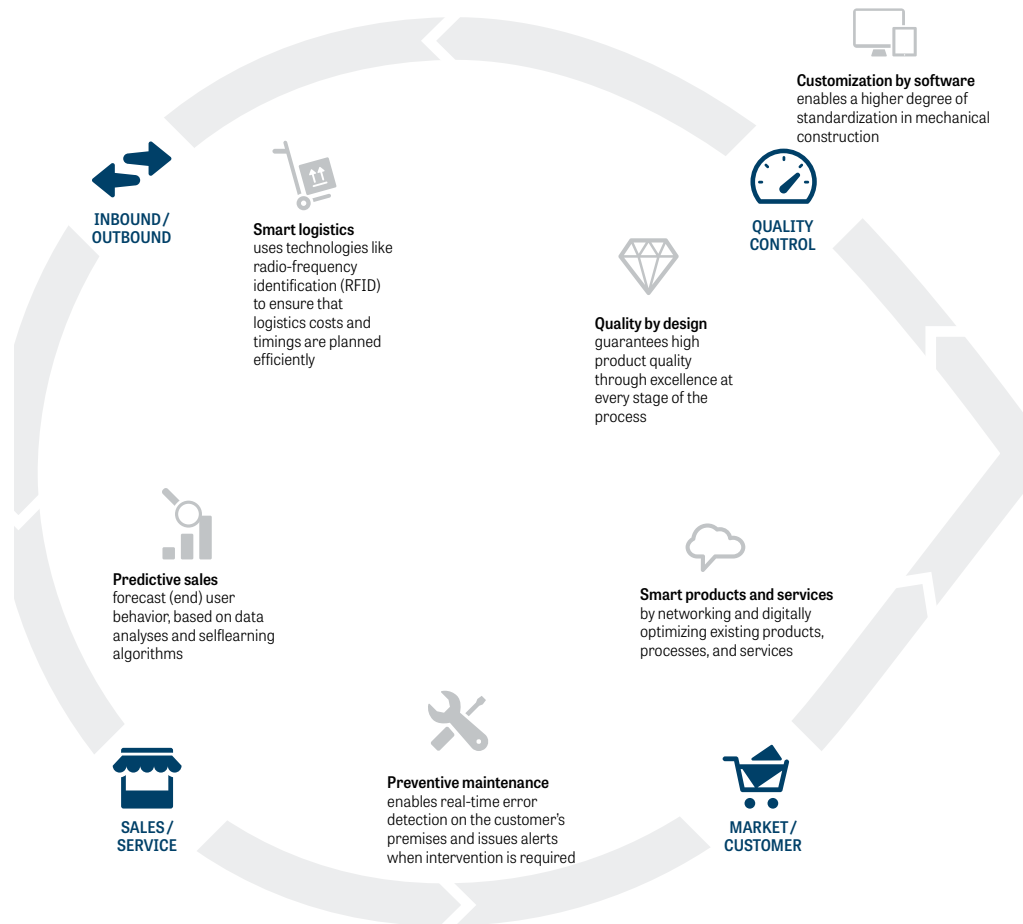 Customization by software
enables a higher degree of
standardization in mechanical
construction
INBOUND/
OUTBOUND
Smart logistics
uses technologies like
radio-frequency
identification (RFID)
to ensure that
logistics costs and
timings are planned
efficiently
QUALITY
CONTROL
Quality by design
guarantees high
product quality
through excellence at
every stage of the
process
Predictive sales
forecast (end) user
behavior, based on data
analyses and selflearning
algorithms
Smart products and services
by networking and digitally
optimizing existing products,
processes, and services
SALES/
SERVICE
Preventive maintenance
enables real-time error
detection on the customer's
premises and issues alerts
when intervention is required
MARKET/
CUSTOMER